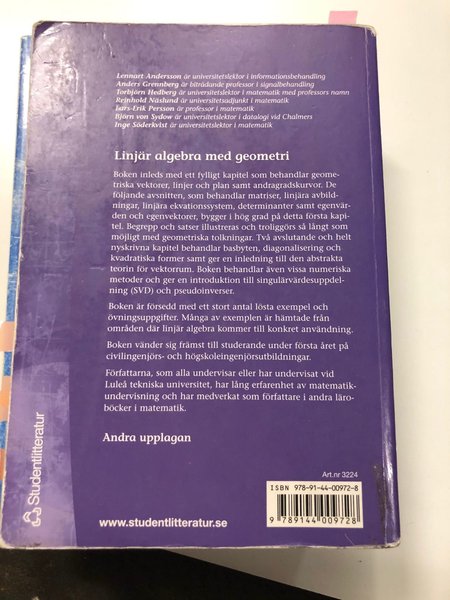 Lennart Andersson är universitetslektor i informationsbehandling
Anders Grennberg är biträdande professor i signalbehandling
Torbjörn Hedberg är universitetslektor i matematik med professors namn
Reinhold Näslund är universitetsadjunkt i matematik
Lars-Erik Persson är professor i matematik
Björn von Sydow är universitetslektor i datalogi vid Chalmers
Inge Söderkvist är universitetslektor i matematik
Linjär algebra med geometri
Boken inleds med ett fylligt kapitel som behandlar geome-
triska vektorer, linjer och plan samt andragradskurvor. De
följande avsnitten, som behandlar matriser, linjära avbild-
ningar, linjära ekvationssystem, determinanter samt egenvär-
den och egenvektorer, bygger i hög grad på detta första kapi-
tel. Begrepp och satser illustreras och troliggörs så långt som
möjligt med geometriska tolkningar. Två avslutande och helt
nyskrivna kapitel behandlar basbyten, diagonalisering och
kvadratiska former samt ger en inledning till den abstrakta
teorin för vektorrum. Boken behandlar även vissa numeriska
metoder och ger en introduktion till singulärvärdesuppdel-
ning (SVD) och pseudoinverser.
Boken är försedd med ett stort antal lösta exempel och
övningsuppgifter. Många av exemplen är hämtade från
områden där linjär algebra kommer till konkret användning.
Boken vänder sig främst till studerande under första året på
civilingenjörs- och högskoleingenjörsutbildningar.
Författarna, som alla undervisar eller har undervisat vid
Luleå tekniska universitet, har lång erfarenhet av matematik-
undervisning och har medverkat som författare i andra läro-
böcker i matematik.
Andra upplagan
Studentlitteratur
www.studentlitteratur.se
Art.nr 3224
ISBN 978-91-44-00972-8
9 789144 009728